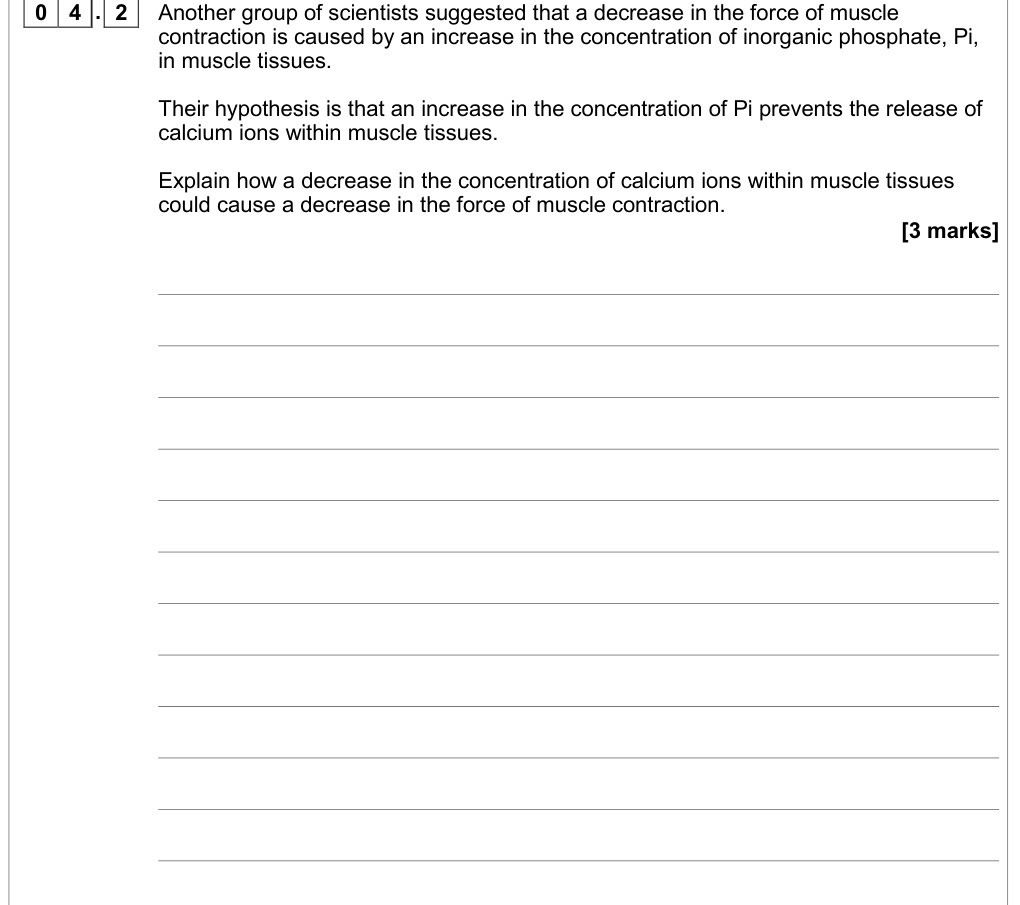 0 4 . 2 Another group of scientists suggested that a decrease in the force of muscle
contraction is caused by an increase in the concentration of inorganic phosphate, Pi,
in muscle tissues.
Their hypothesis is that an increase in the concentration of Pi prevents the release of
calcium ions within muscle tissues.
Explain how a decrease in the concentration of calcium ions within muscle tissues
could cause a decrease in the force of muscle contraction.
[3 marks]